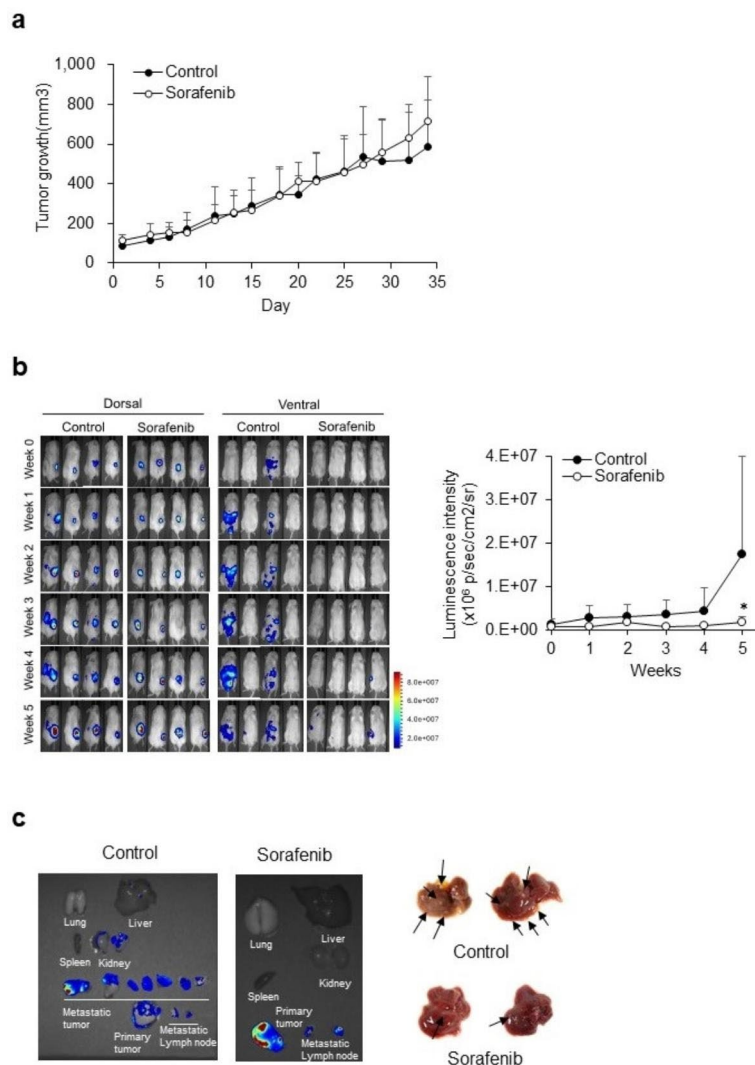 a
1,000
800
600
400
200
0
Tumor growth(mm3)
Control
Sorafenib
0 5 10 15 20 25 30 35
Day
b
Dorsal Ventral
Control Sorafenib Control Sorafenib
Week 0
Week 1
Week 2
Week 3
Week 4
Week 5
8.0e+007
6.0e+007
4.0e+007
2.0e+007
Luminescence intensity
(x10⁶ p/sec/cm2/sr)
4.E+07
3.E+07
2.E+07
1.E+07
0.E+00
Control
Sorafenib
*
0 1 2 3 4 5
Weeks
c
Control
Lung Liver
Spleen Kidney
Metastatic
tumor
Primary
tumor
Metastatic
Lymph node
Sorafenib
Lung Liver
Kidney
Spleen
Primary
tumor
Metastatic
Lymph node
Control
Sorafenib